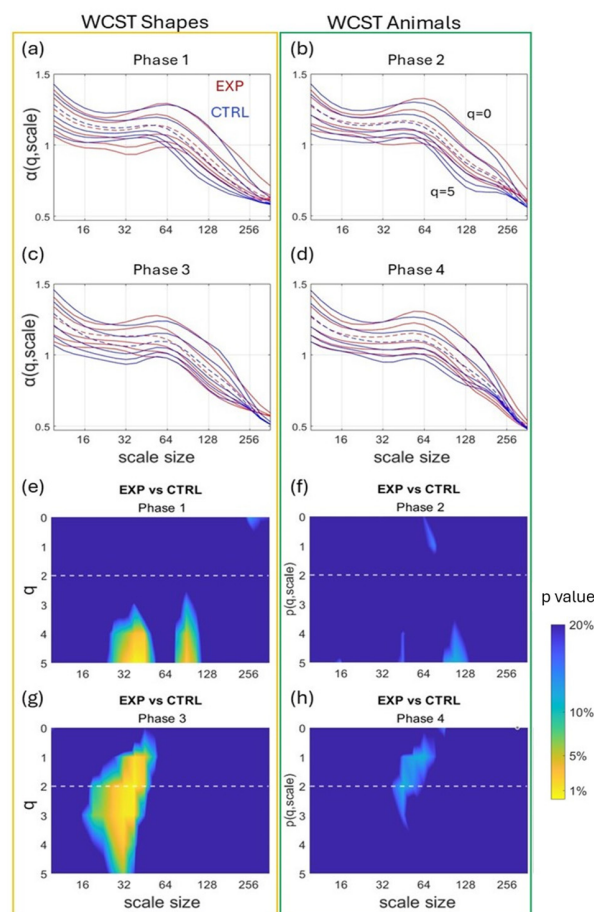 WCST Shapes WCST Animals
(a) (b)
Phase 1 Phase 2
1.5 1.5
EXP
CTRL
q=0
q=5
α(q,scale)
1 1
0.5 0.5
16 32 64 128 256 16 32 64 128 256
(c) (d)
Phase 3 Phase 4
1.5 1.5
α(q,scale)
1 1
0.5 0.5
16 32 64 128 256 16 32 64 128 256
scale size scale size
(e) EXP vs CTRL (f) EXP vs CTRL
Phase 1 Phase 2
0 0
1 1
q 2 p(q,scale) 2
3 3
4 4
5 5
16 32 64 128 256 16 32 64 128 256
p value
20%
10%
5%
1%
(g) EXP vs CTRL (h) EXP vs CTRL
Phase 3 Phase 4
0 0
1 1
q 2 p(q,scale) 2
3 3
4 4
5 5
16 32 64 128 256 16 32 64 128 256
scale size scale size